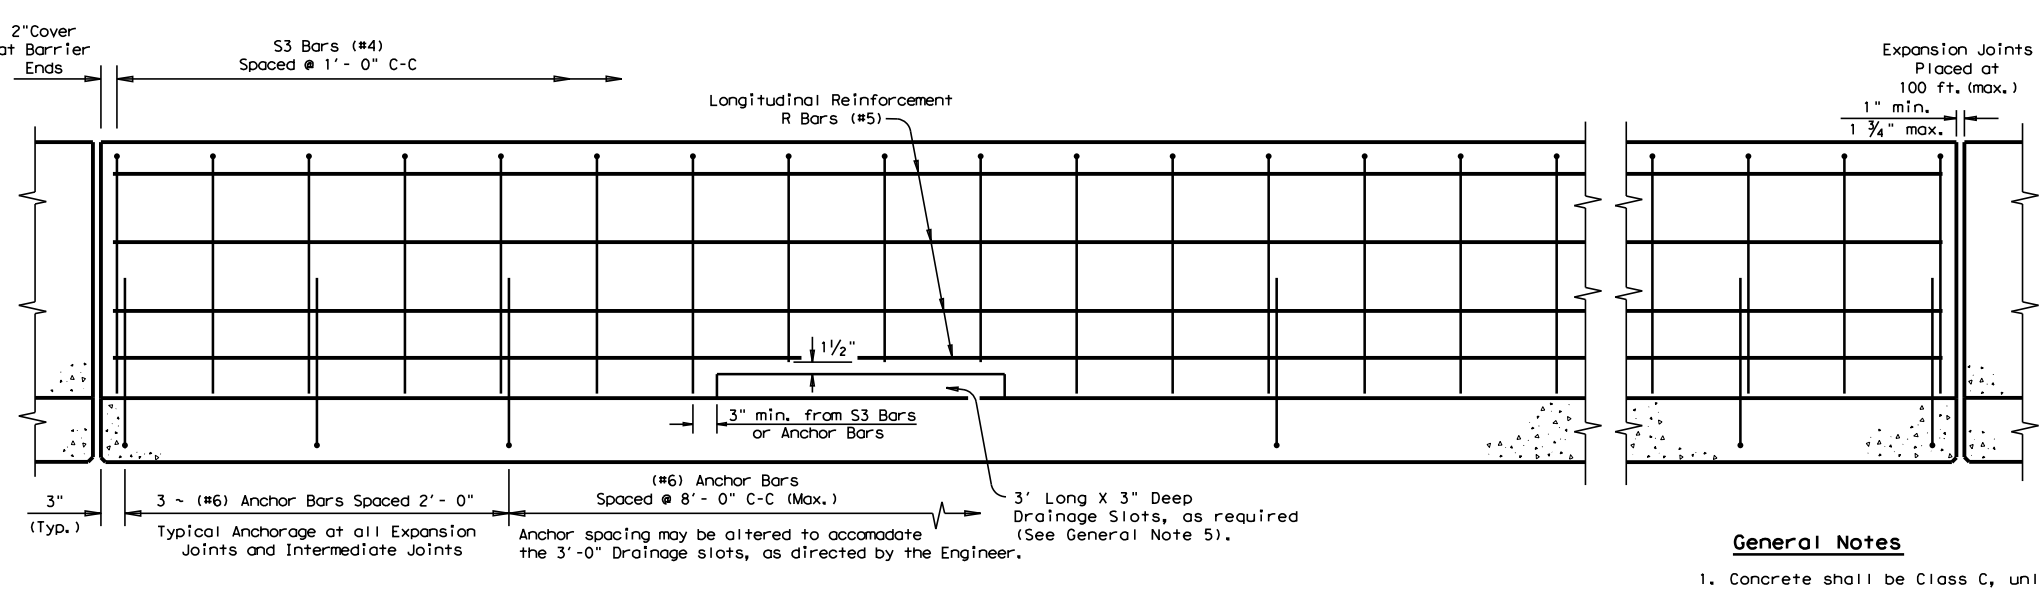 2"Cover
at Barrier
Ends
S3 Bars (#4)
Spaced @ 1'- 0" C-C
Longitudinal Reinforcement
R Bars (#5)
Expansion Joints
Placed at
100 ft. (max.)
1" min.
1 3/4" max.
1 1/2"
3" min. from S3 Bars
or Anchor Bars
3"
(Typ.)
3 ~ (#6) Anchor Bars Spaced 2'- 0"
Typical Anchorage at all Expansion
Joints and Intermediate Joints
(#6) Anchor Bars
Spaced @ 8'- 0" C-C (Max.)
Anchor spacing may be altered to accomadate
the 3'-0" Drainage slots, as directed by the Engineer.
3' Long X 3" Deep
Drainage Slots, as required
(See General Note 5).
General Notes
1. Concrete shall be Class C, unl